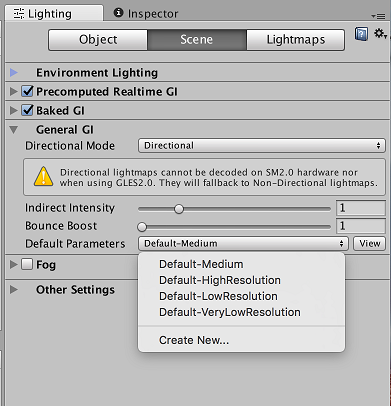 Lighting
Inspector
Object
Scene
Lightmaps
Environment Lighting
Precomputed Realtime GI
Baked GI
General GI
Directional Mode
Directional
Directional lightmaps cannot be decoded on SM2.0 hardware nor
when using GLES2.0. They will fallback to Non-Directional lightmaps.
Indirect Intensity
1
Bounce Boost
1
Default Parameters
Default-Medium
View
Default-Medium
Default-HighResolution
Default-LowResolution
Default-VeryLowResolution
Create New...
Fog
Other Settings